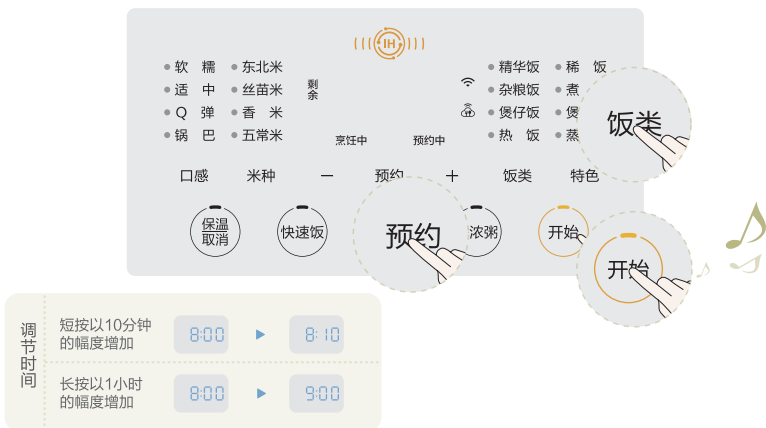 IH
软 糯 东北米 精华饭 稀 饭
适 中 丝苗米 剩余 杂粮饭 煮
Q 弹 香 米 煲仔饭 煲
锅 巴 五常米 热 饭 蒸
烹饪中 预约中
饭类
口感 米种 － 预约 ＋ 饭类 特色
保温
取消
快速饭
预约
浓粥
开始
开始
调节时间
短按以10分钟
的幅度增加
8:00 8:10
长按以1小时
的幅度增加
8:00 9:00